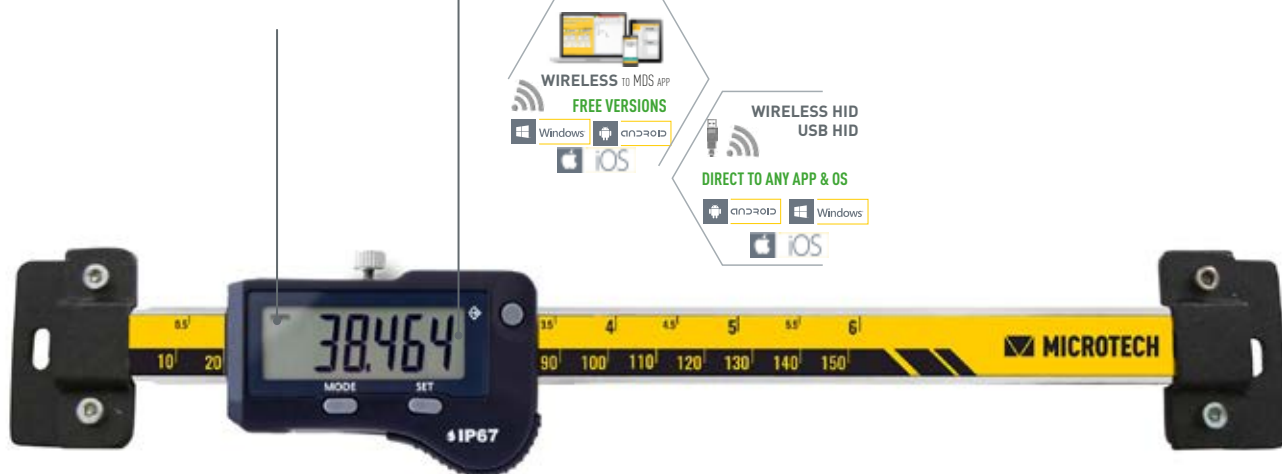 WIRELESS TO MDS APP
FREE VERSIONS
Windows android
iOS
WIRELESS HID
USB HID
DIRECT TO ANY APP & OS
android Windows
iOS
38.464
MODE SET
IP67
0.5 3.5 4 4.5 5 5.5 6
10 20 90 100 110 120 130 140 150
MICROTECH